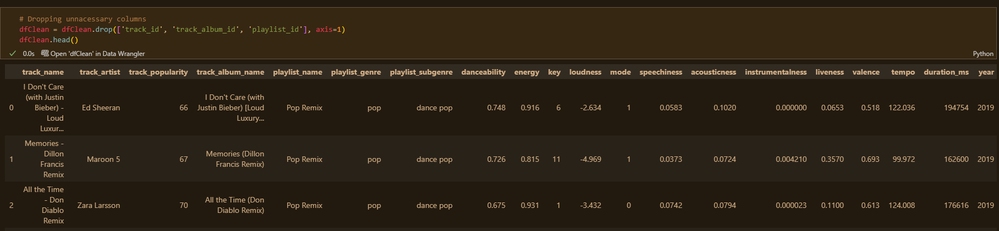 # Dropping unnacessary columns
dfClean = dfClean.drop(['track_id', 'track_album_id', 'playlist_id'], axis=1)
dfClean.head()
0.0s Open 'dfClean' in Data Wrangler Python
track_name track_artist track_popularity track_album_name playlist_name playlist_genre playlist_subgenre danceability energy key loudness mode speechiness acousticness instrumentalness liveness valence tempo duration_ms year
I Don't Care
(with Justin I Don't Care (with
0 Bieber) - Ed Sheeran 66 Justin Bieber) [Loud Pop Remix pop dance pop 0.748 0.916 6 -2.634 1 0.0583 0.1020 0.000000 0.0653 0.518 122.036 194754 2019
Loud Luxury...
Luxur...
Memories -
Dillon Memories (Dillon
1 Maroon 5 67 Pop Remix pop dance pop 0.726 0.815 11 -4.969 1 0.0373 0.0724 0.004210 0.3570 0.693 99.972 162600 2019
Francis Francis Remix)
Remix
All the Time
- Don All the Time (Don
2 Zara Larsson 70 Pop Remix pop dance pop 0.675 0.931 1 -3.432 0 0.0742 0.0794 0.000023 0.1100 0.613 124.008 176616 2019
Diablo Diablo Remix)
Remix